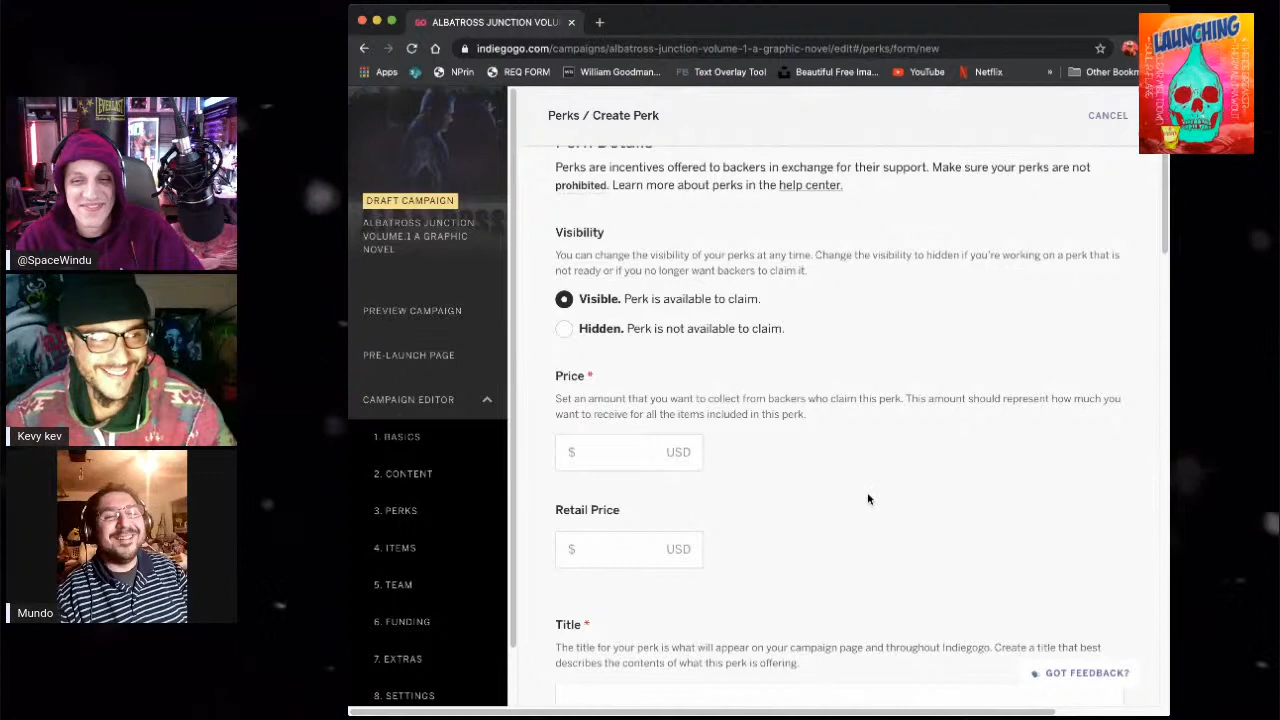 ALBATROSS JUNCTION VOLU
indiegogo.com/campaigns/albatross-junction-volume-1-a-graphic-novel/edit#/perks/form/new
Apps
NPrin
REQ FORM
William Goodman...
Text Overlay Tool
Beautiful Free Ima...
YouTube
Netflix
»
Other Bookm
LAUNCHING
EVERLAST
@SpaceWindu
Kevy kev
Mundo
DRAFT CAMPAIGN
ALBATROSS JUNCTION
VOLUME.1 A GRAPHIC
NOVEL
PREVIEW CAMPAIGN
PRE-LAUNCH PAGE
CAMPAIGN EDITOR
1. BASICS
2. CONTENT
3. PERKS
4. ITEMS
5. TEAM
6. FUNDING
7. EXTRAS
8. SETTINGS
Perks / Create Perk
CANCEL
Perks are incentives offered to backers in exchange for their support. Make sure your perks are not
prohibited. Learn more about perks in the help center.
Visibility
You can change the visibility of your perks at any time. Change the visibility to hidden if you're working on a perk that is
not ready or if you no longer want backers to claim it.
Visible. Perk is available to claim.
Hidden. Perk is not available to claim.
Price *
Set an amount that you want to collect from backers who claim this perk. This amount should represent how much you
want to receive for all the items included in this perk.
$ USD
Retail Price
$ USD
Title *
The title for your perk is what will appear on your campaign page and throughout Indiegogo. Create a title that best
describes the contents of what this perk is offering.
GOT FEEDBACK?